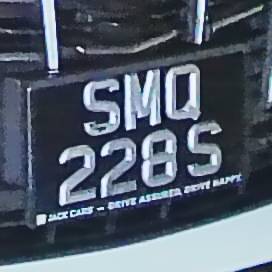 SMQ
228S
JACK CARS - DRIVE ASSURED, DRIVE HAPPY.